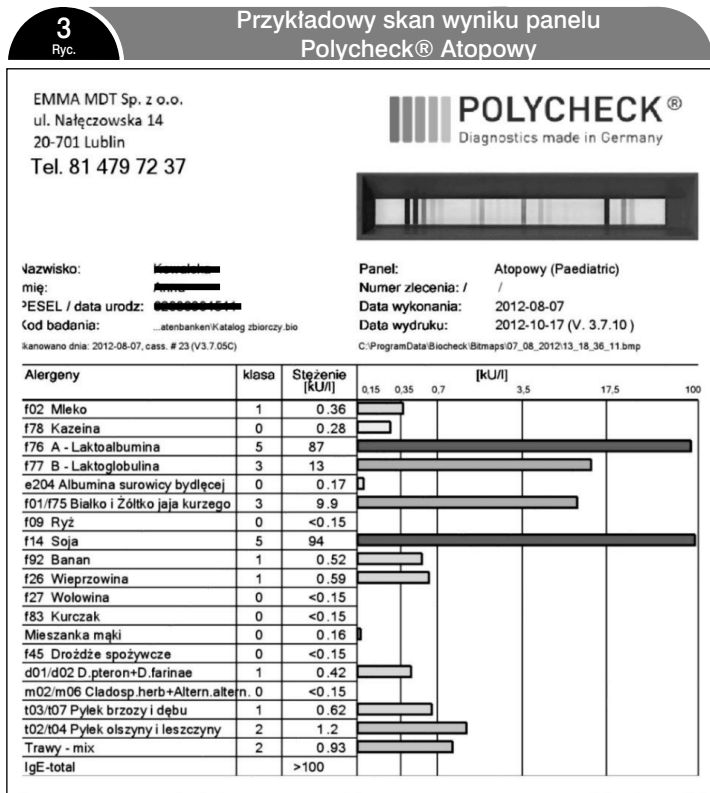 3
Ryc.
Przykładowy skan wyniku panelu
Polycheck® Atopowy
EMMA MDT Sp. z o.o.
ul. Nałęczowska 14
20-701 Lublin
Tel. 81 479 72 37
POLYCHECK®
Diagnostics made in Germany
Nazwisko:
mię:
PESEL / data urodz:
Kod badania: ...atenbanken\Katalog zbiorczy.bio
kanowano dnia: 2012-08-07, cass. # 23 (V3.7.05C)
Panel: Atopowy (Paediatric)
Numer zlecenia: / /
Data wykonania: 2012-08-07
Data wydruku: 2012-10-17 (V. 3.7.10 )
C:\ProgramData\Biocheck\Bitmaps\07_08_2012\13_18_36_11.bmp
Alergeny klasa Stężenie [kU/l] [kU/l]
0,15 0,35 0,7 3,5 17,5 100
f02 Mleko 1 0.36
f78 Kazeina 0 0.28
f76 A - Laktoalbumina 5 87
f77 B - Laktoglobulina 3 13
e204 Albumina surowicy bydlęcej 0 0.17
f01/f75 Białko i Żółtko jaja kurzego 3 9.9
f09 Ryż 0 <0.15
f14 Soja 5 94
f92 Banan 1 0.52
f26 Wieprzowina 1 0.59
f27 Wołowina 0 <0.15
f83 Kurczak 0 <0.15
Mieszanka mąki 0 0.16
f45 Drożdże spożywcze 0 <0.15
d01/d02 D.pteron+D.farinae 1 0.42
m02/m06 Cladosp.herb+Altern.altern. 0 <0.15
t03/t07 Pyłek brzozy i dębu 1 0.62
t02/t04 Pyłek olszyny i leszczyny 2 1.2
Trawy - mix 2 0.93
IgE-total >100